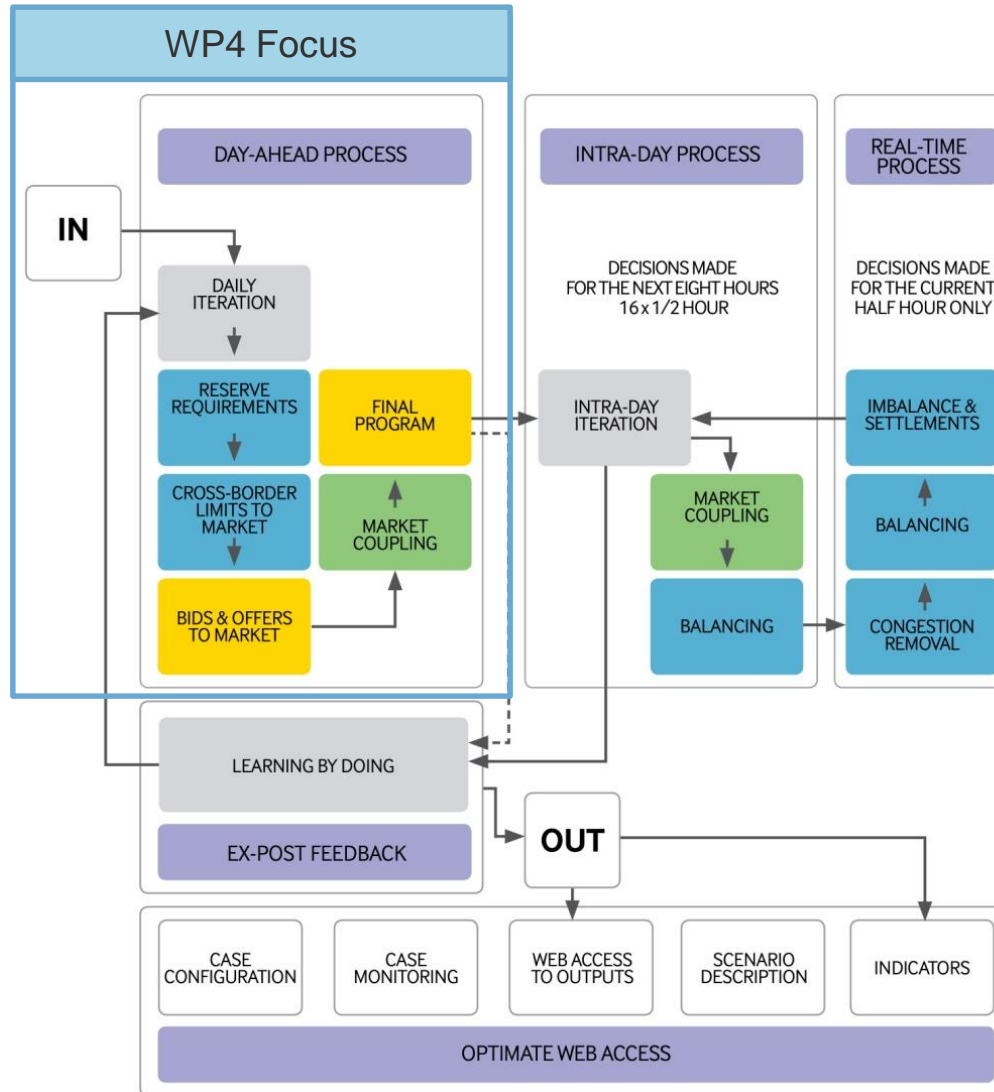 WP4 Focus
DAY-AHEAD PROCESS
IN
DAILY
ITERATION
RESERVE
REQUIREMENTS
CROSS-BORDER
LIMITS TO
MARKET
BIDS & OFFERS
TO MARKET
FINAL
PROGRAM
MARKET
COUPLING
INTRA-DAY PROCESS
DECISIONS MADE
FOR THE NEXT EIGHT HOURS
16 x 1/2 HOUR
INTRA-DAY
ITERATION
MARKET
COUPLING
BALANCING
REAL-TIME
PROCESS
DECISIONS MADE
FOR THE CURRENT
HALF HOUR ONLY
IMBALANCE &
SETTLEMENTS
BALANCING
CONGESTION
REMOVAL
LEARNING BY DOING
EX-POST FEEDBACK
OUT
CASE
CONFIGURATION
CASE
MONITORING
WEB ACCESS
TO OUTPUTS
SCENARIO
DESCRIPTION
INDICATORS
OPTIMATE WEB ACCESS